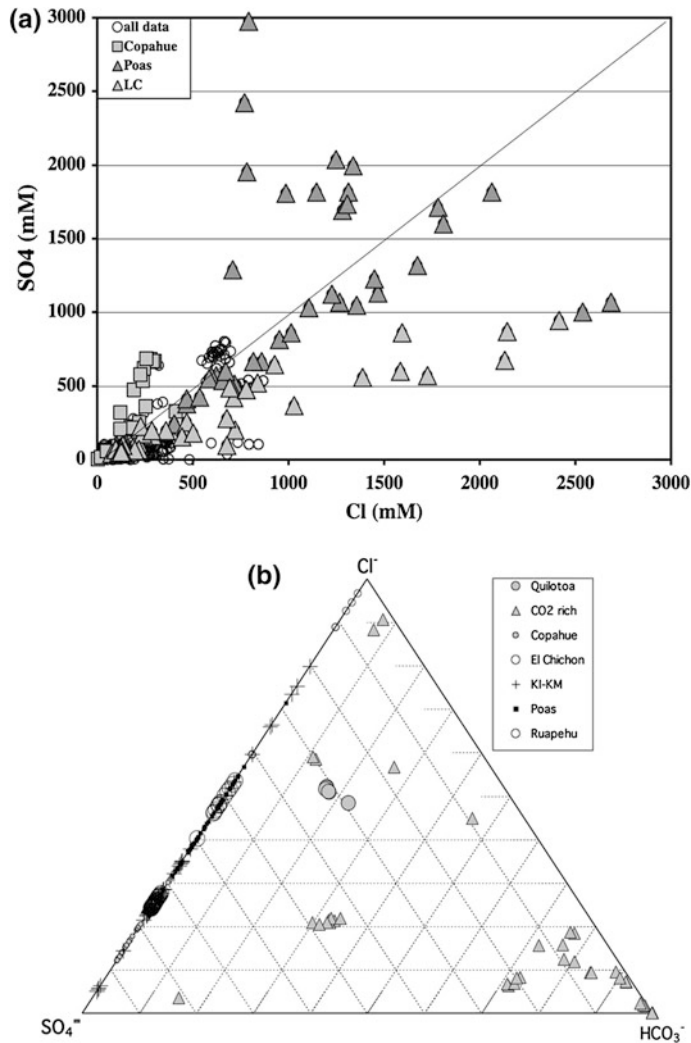 (a)
all data
Copahue
Poas
LC
3000
2500
2000
1500
1000
500
0
SO4 (mM)
0 500 1000 1500 2000 2500 3000
Cl (mM)
(b)
Cl-
Quilotoa
CO2 rich
Copahue
El Chichon
KI-KM
Poas
Ruapehu
SO4=
HCO3-